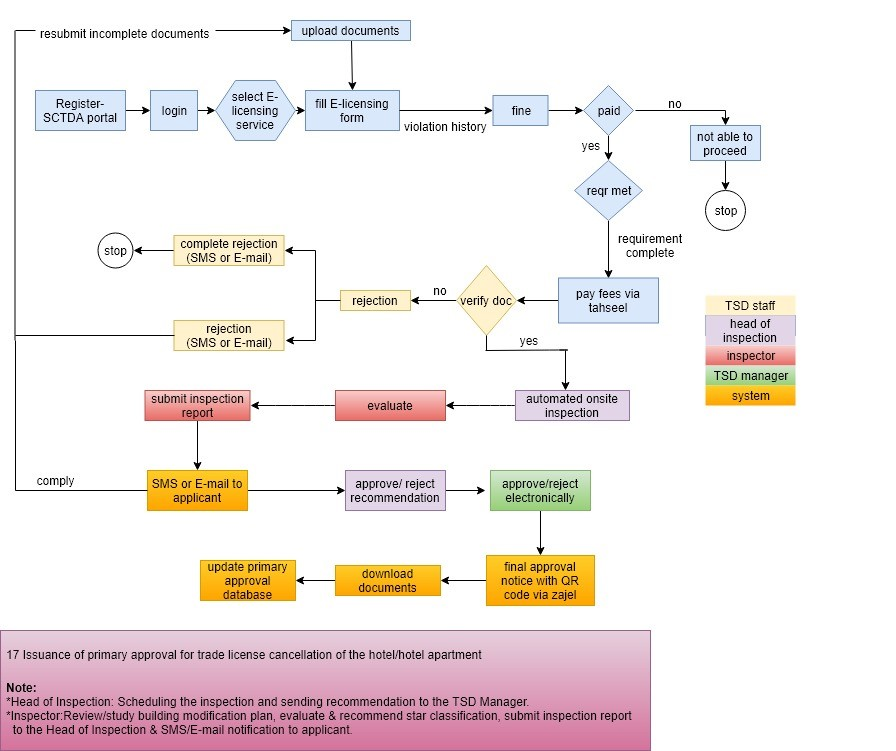 resubmit incomplete documents
upload documents
Register-
SCTDA portal
login
select E-
licensing
service
fill E-licensing
form
violation history
fine
paid
no
not able to
proceed
stop
yes
reqr met
requirement
complete
pay fees via
tahseel
verify doc
no
rejection
complete rejection
(SMS or E-mail)
stop
rejection
(SMS or E-mail)
yes
TSD staff
head of
inspection
inspector
TSD manager
system
automated onsite
inspection
evaluate
submit inspection
report
comply
SMS or E-mail to
applicant
approve/ reject
recommendation
approve/reject
electronically
final approval
notice with QR
code via zajel
download
documents
update primary
approval
database
17 Issuance of primary approval for trade license cancellation of the hotel/hotel apartment
Note:
*Head of Inspection: Scheduling the inspection and sending recommendation to the TSD Manager.
*Inspector:Review/study building modification plan, evaluate & recommend star classification, submit inspection report
to the Head of Inspection & SMS/E-mail notification to applicant.